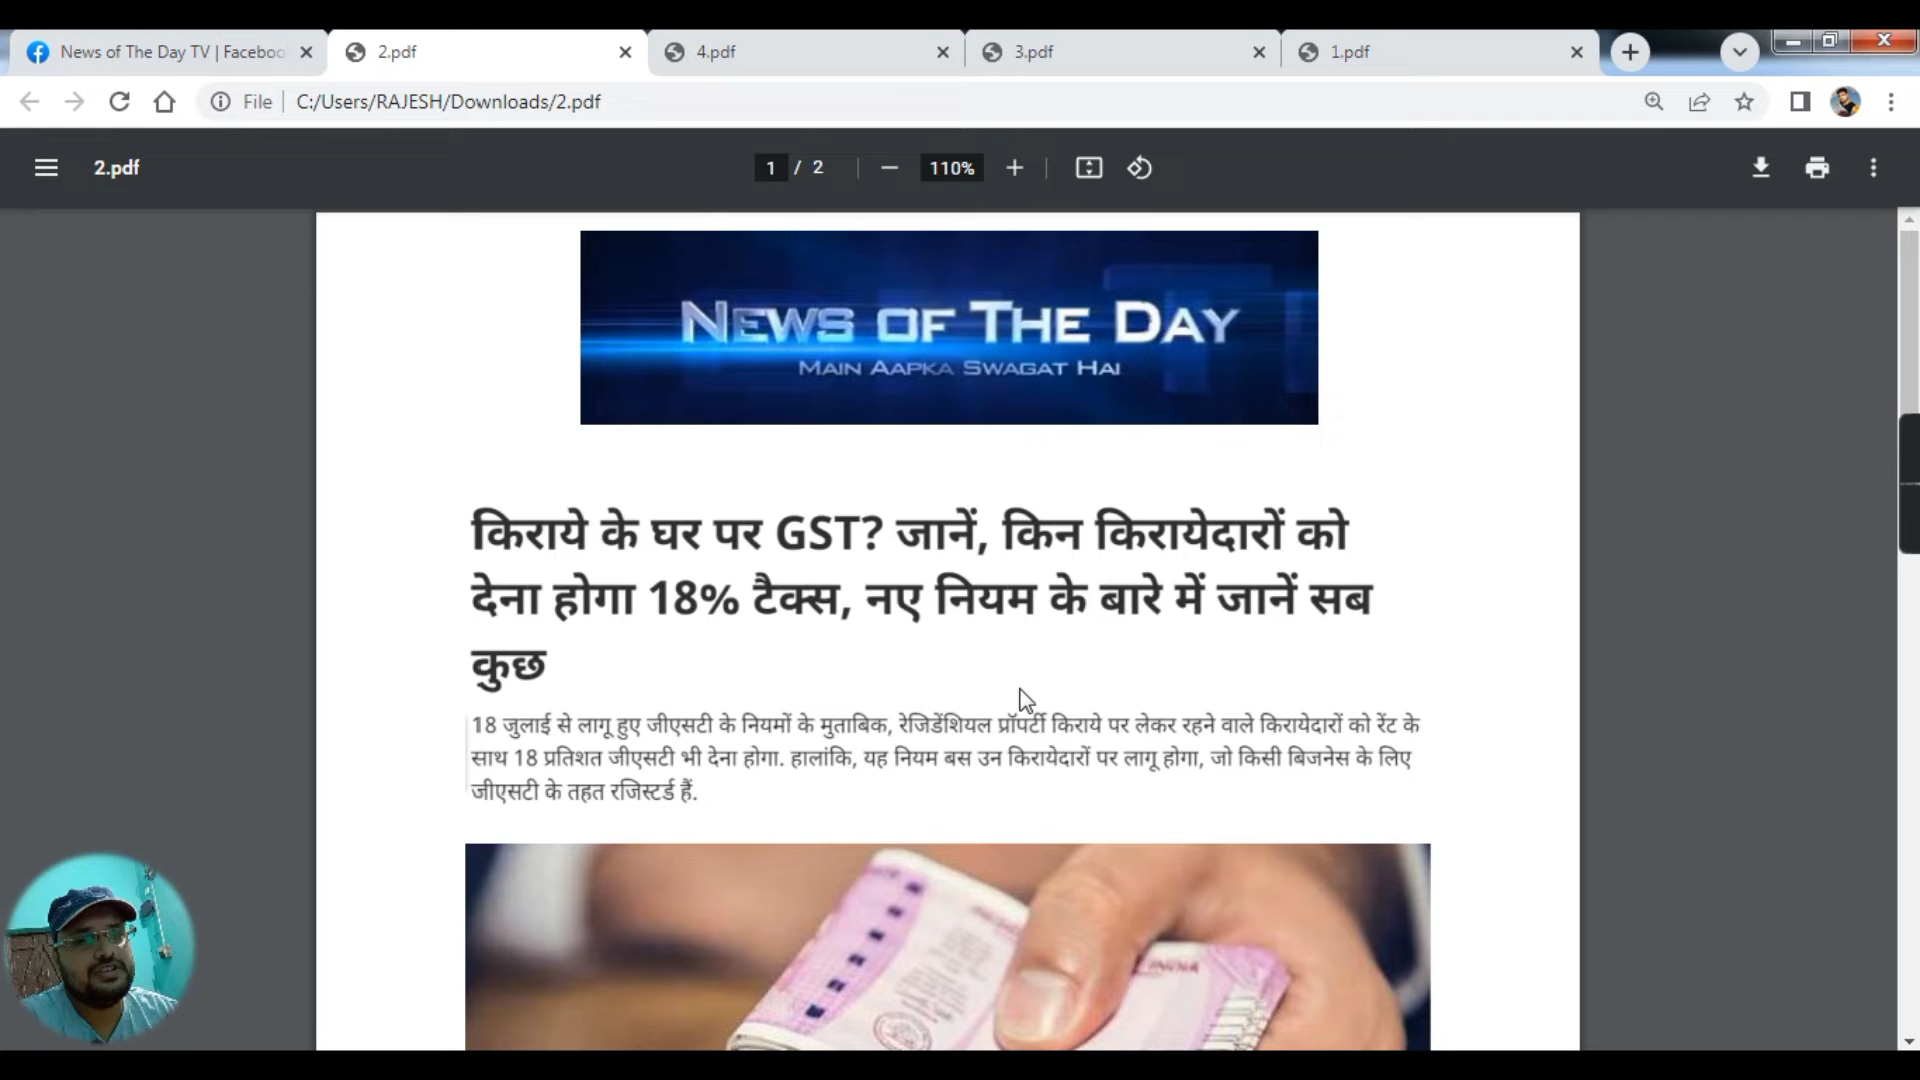 News of The Day TV | Faceboo
2.pdf
4.pdf
3.pdf
1.pdf
File
C:/Users/RAJESH/Downloads/2.pdf
2.pdf
1 / 2
110%
NEWS OF THE DAY
MAIN AAPKA SWAGAT HAI
किराये के घर पर GST? जानें, किन किरायेदारों को
देना होगा 18% टैक्स, नए नियम के बारे में जानें सब
कुछ
18 जुलाई से लागू हुए जीएसटी के नियमों के मुताबिक, रेजिडेंशियल प्रॉपर्टी किराये पर लेकर रहने वाले किरायेदारों को रेंट के
साथ 18 प्रतिशत जीएसटी भी देना होगा. हालांकि, यह नियम बस उन किरायेदारों पर लागू होगा, जो किसी बिजनेस के लिए
जीएसटी के तहत रजिस्टर्ड हैं.
INDIA